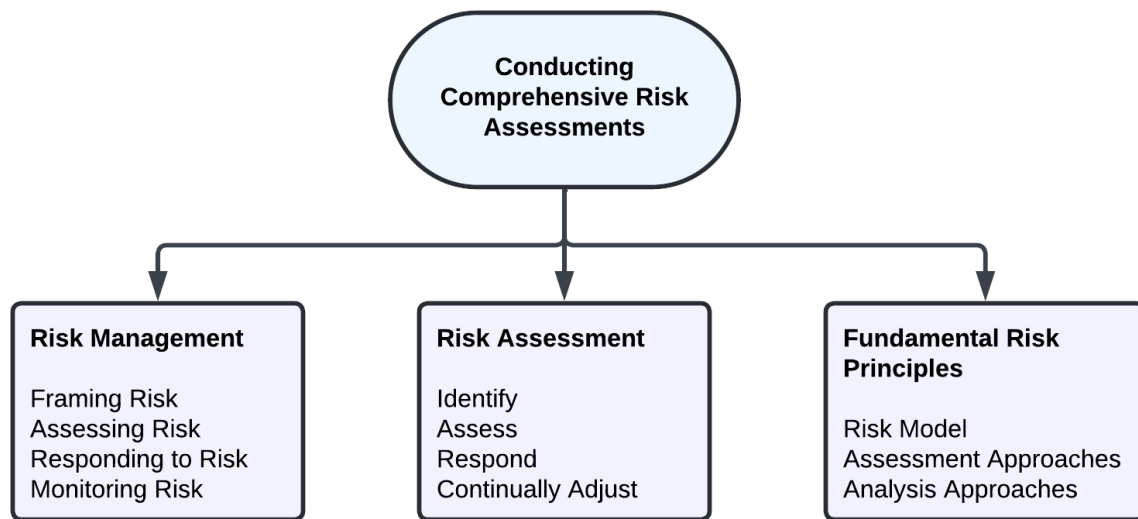 Conducting
Comprehensive Risk
Assessments
Risk Management
Framing Risk
Assessing Risk
Responding to Risk
Monitoring Risk
Risk Assessment
Identify
Assess
Respond
Continually Adjust
Fundamental Risk
Principles
Risk Model
Assessment Approaches
Analysis Approaches